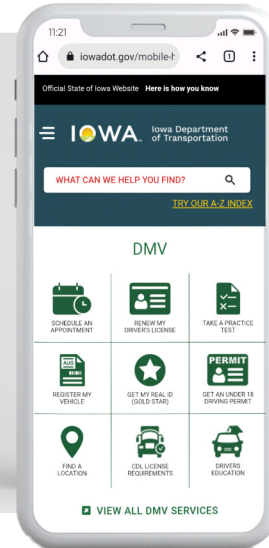 11:21
iowadot.gov/mobile-h
1
Official State of Iowa Website Here is how you know
IOWA Iowa Department
of Transportation
WHAT CAN WE HELP YOU FIND?
TRY OUR A-Z INDEX
DMV
SCHEDULE AN
APPOINTMENT
RENEW MY
DRIVER'S LICENSE
TAKE A PRACTICE
TEST
AUG
REGISTER MY
VEHICLE
GET MY REAL ID
(GOLD STAR)
PERMIT
GET AN UNDER 18
DRIVING PERMIT
FIND A
LOCATION
CDL LICENSE
REQUIREMENTS
DRIVERS
EDUCATION
VIEW ALL DMV SERVICES